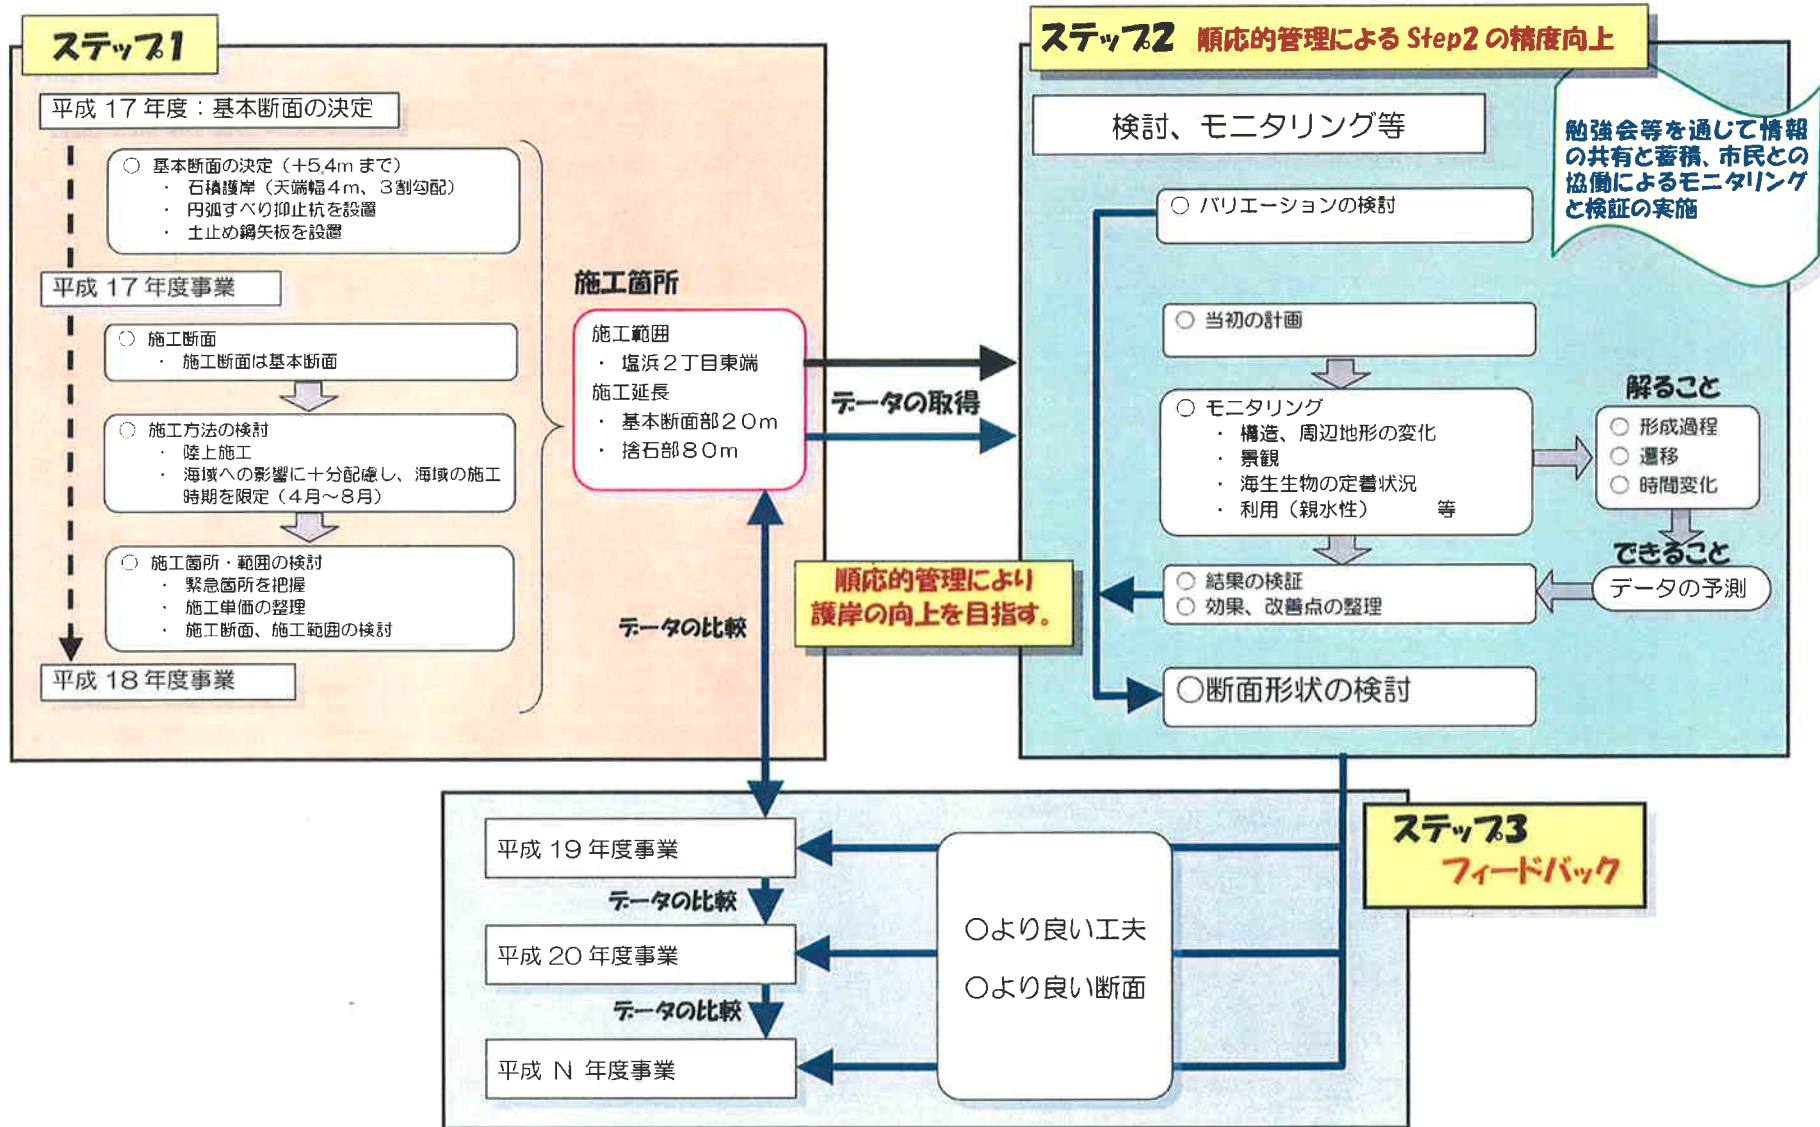 ステップ1
平成 17 年度：基本断面の決定
○ 基本断面の決定（＋5.4m まで）
・ 石積護岸（天端幅４ｍ、３割勾配）
・ 円弧すべり抑止杭を設置
・ 土止め鋼矢板を設置
平成 17 年度事業
○ 施工断面
・ 施工断面は基本断面
○ 施工方法の検討
・ 陸上施工
・ 海域への影響に十分配慮し、海域の施工
時期を限定（４月～８月）
○ 施工箇所・範囲の検討
・ 緊急箇所を把握
・ 施工単価の整理
・ 施工断面、施工範囲の検討
平成 18 年度事業
施工箇所
施工範囲
・ 塩浜２丁目東端
施工延長
・ 基本断面部２０ｍ
・ 捨石部８０ｍ
データの取得
データの比較
順応的管理により
護岸の向上を目指す。
ステップ2 順応的管理による Step2 の精度向上
検討、モニタリング等
勉強会等を通じて情報
の共有と蓄積、市民との
協働によるモニタリング
と検証の実施
○ バリエーションの検討
○ 当初の計画
○ モニタリング
・ 構造、周辺地形の変化
・ 景観
・ 海生生物の定着状況
・ 利用（親水性） 等
解ること
○ 形成過程
○ 遷移
○ 時間変化
できること
データの予測
○ 結果の検証
○ 効果、改善点の整理
○断面形状の検討
ステップ3
フィードバック
平成 19 年度事業
データの比較
平成 20 年度事業
データの比較
平成 N 年度事業
○より良い工夫
○より良い断面